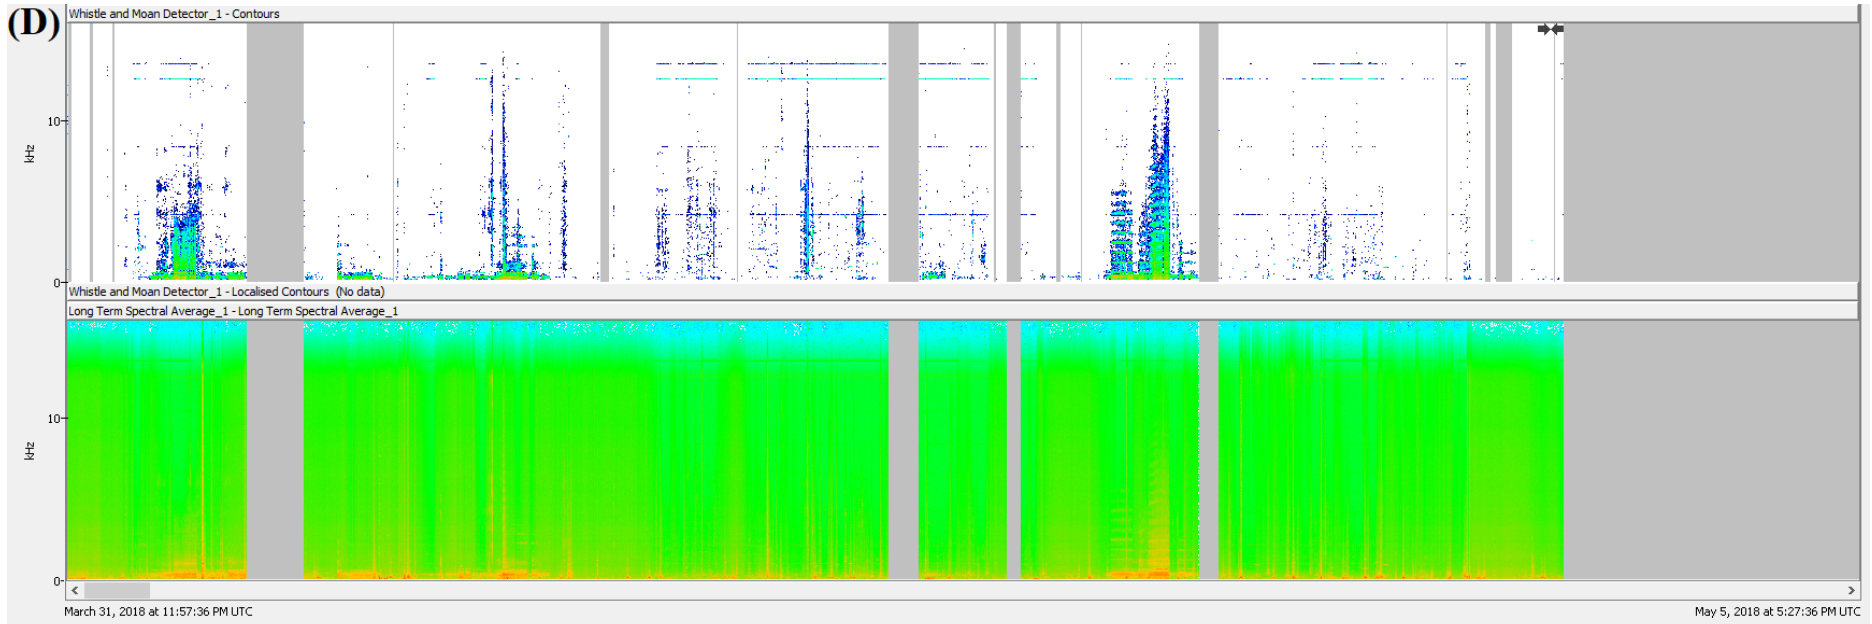 (D)
Whistle and Moan Detector_1 - Contours
10
kHz
0
Whistle and Moan Detector_1 - Localised Contours (No data)
Long Term Spectral Average_1 - Long Term Spectral Average_1
10
kHz
0
March 31, 2018 at 11:57:36 PM UTC
May 5, 2018 at 5:27:36 PM UTC